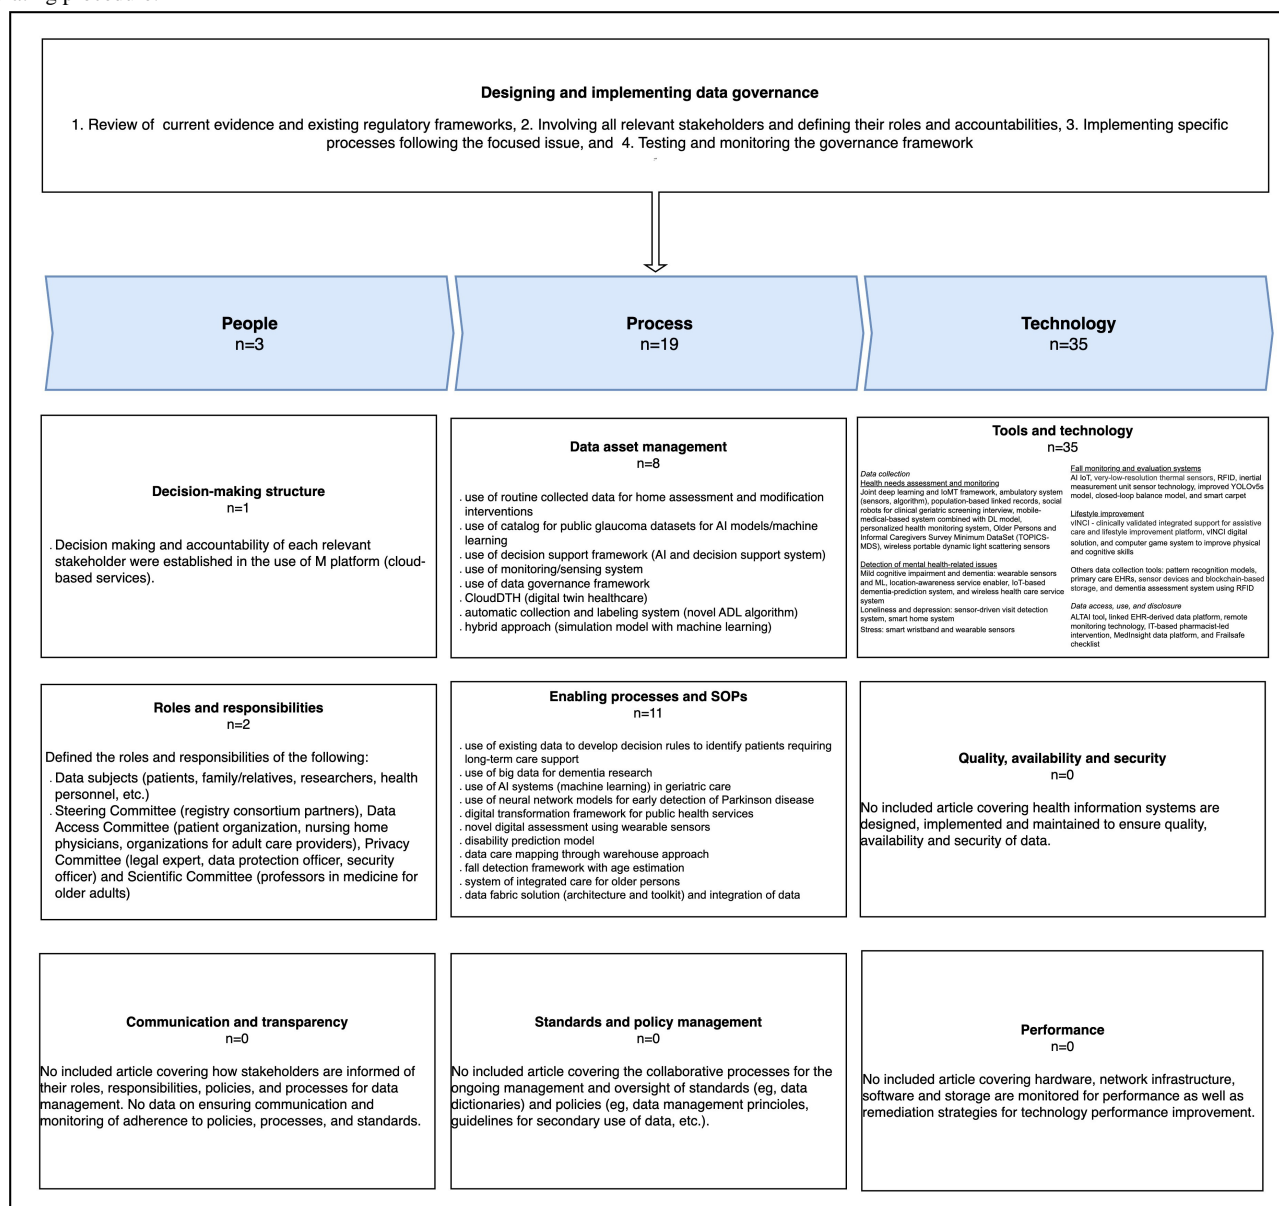 Designing and implementing data governance
1. Review of current evidence and existing regulatory frameworks, 2. Involving all relevant stakeholders and defining their roles and accountabilities, 3. Implementing specific
processes following the focused issue, and 4. Testing and monitoring the governance framework
People
n=3
Process
n=19
Technology
n=35
Decision-making structure
n=1
. Decision making and accountability of each relevant
stakeholder were established in the use of M platform (cloud-
based services).
Data asset management
n=8
. use of routine collected data for home assessment and modification
interventions
. use of catalog for public glaucoma datasets for AI models/machine
learning
. use of decision support framework (AI and decision support system)
. use of monitoring/sensing system
. use of data governance framework
. CloudDTH (digital twin healthcare)
. automatic collection and labeling system (novel ADL algorithm)
. hybrid approach (simulation model with machine learning)
Tools and technology
n=35
Data collection
Health needs assessment and monitoring
Joint deep learning and IoMT framework, ambulatory system
(sensors, algorithm), population-based linked records, social
robots for clinical geriatric screening interview, mobile-
medical-based system combined with DL model,
personalized health monitoring system, Older Persons and
Informal Caregivers Survey Minimum DataSet (TOPICS-
MDS), wireless portable dynamic light scattering sensors
Detection of mental health-related issues
Mild cognitive impairment and dementia: wearable sensors
and ML, location-awareness service enabler, IoT-based
dementia-prediction system, and wireless health care service
system
Loneliness and depression: sensor-driven visit detection
system, smart home system
Stress: smart wristband and wearable sensors
Fall monitoring and evaluation systems
AI IoT, very-low-resolution thermal sensors, RFID, inertial
measurement unit sensor technology, improved YOLOv5s
model, closed-loop balance model, and smart carpet
Lifestyle improvement
vINCI - clinically validated integrated support for assistive
care and lifestyle improvement platform, vINCI digital
solution, and computer game system to improve physical
and cognitive skills
Others data collection tools: pattern recognition models,
primary care EHRs, sensor devices and blockchain-based
storage, and dementia assessment system using RFID
Data access, use, and disclosure
ALTAI tool, linked EHR-derived data platform, remote
monitoring technology, IT-based pharmacist-led
intervention, MedInsight data platform, and Frailsafe
checklist
Roles and responsibilities
n=2
Defined the roles and responsibilities of the following:
. Data subjects (patients, family/relatives, researchers, health
personnel, etc.)
. Steering Committee (registry consortium partners), Data
Access Committee (patient organization, nursing home
physicians, organizations for adult care providers), Privacy
Committee (legal expert, data protection officer, security
officer) and Scientific Committee (professors in medicine for
older adults)
Enabling processes and SOPs
n=11
. use of existing data to develop decision rules to identify patients requiring
long-term care support
. use of big data for dementia research
. use of AI systems (machine learning) in geriatric care
. use of neural network models for early detection of Parkinson disease
. digital transformation framework for public health services
. novel digital assessment using wearable sensors
. disability prediction model
. data care mapping through warehouse approach
. fall detection framework with age estimation
. system of integrated care for older persons
. data fabric solution (architecture and toolkit) and integration of data
Quality, availability and security
n=0
No included article covering health information systems are
designed, implemented and maintained to ensure quality,
availability and security of data.
Communication and transparency
n=0
No included article covering how stakeholders are informed of
their roles, responsibilities, policies, and processes for data
management. No data on ensuring communication and
monitoring of adherence to policies, processes, and standards.
Standards and policy management
n=0
No included article covering the collaborative processes for the
ongoing management and oversight of standards (eg, data
dictionaries) and policies (eg, data management princioles,
guidelines for secondary use of data, etc.).
Performance
n=0
No included article covering hardware, network infrastructure,
software and storage are monitored for performance as well as
remediation strategies for technology performance improvement.